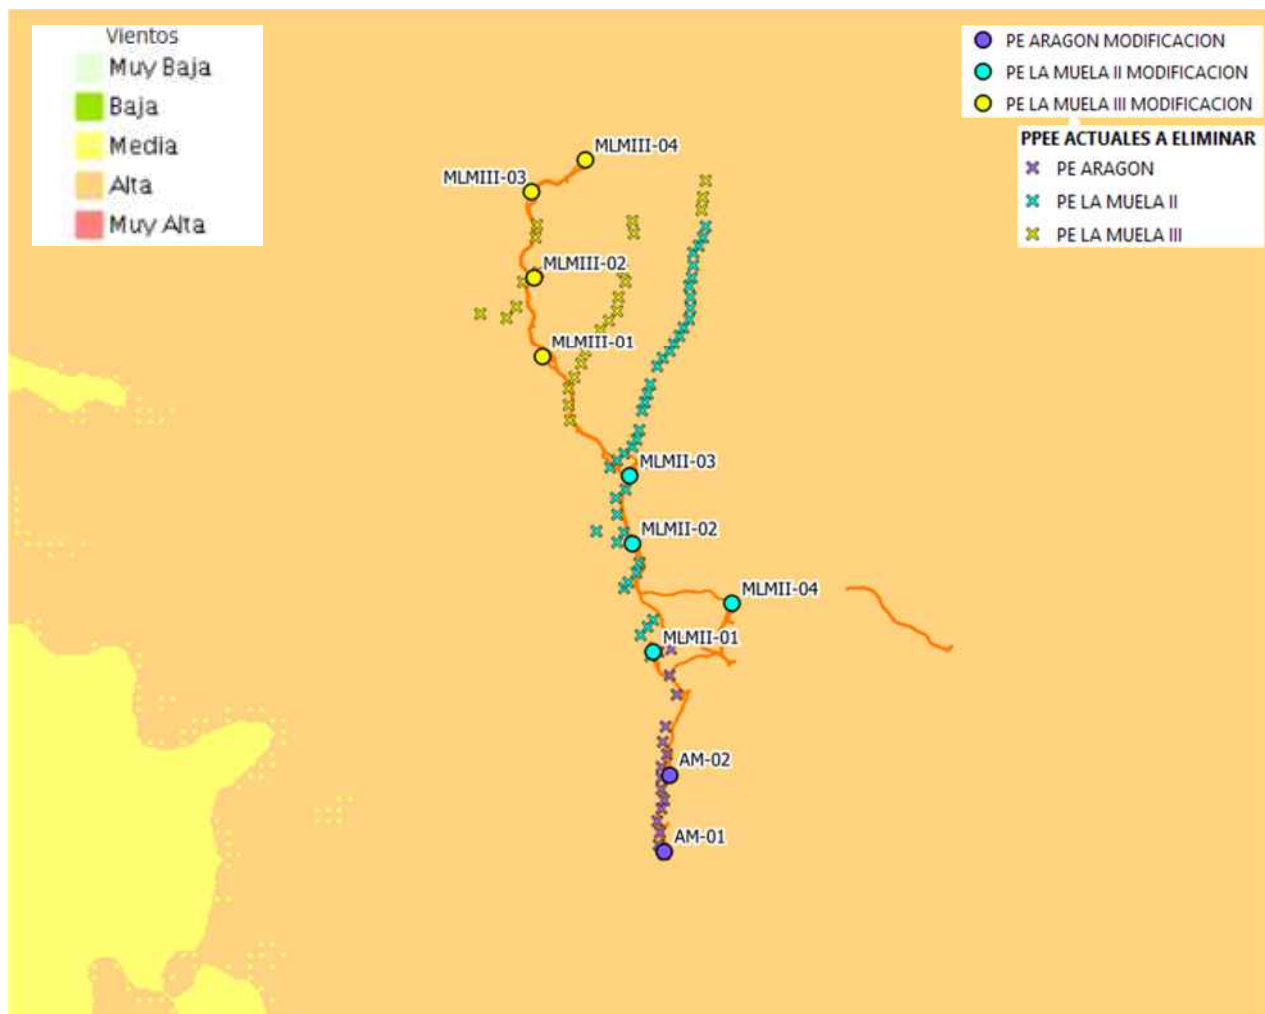 Vientos
Muy Baja
Baja
Media
Alta
Muy Alta
PE ARAGON MODIFICACION
PE LA MUELA II MODIFICACION
PE LA MUELA III MODIFICACION
PPEE ACTUALES A ELIMINAR
PE ARAGON
PE LA MUELA II
PE LA MUELA III
MLMIII-04
MLMIII-03
MLMIII-02
MLMIII-01
MLMII-03
MLMII-02
MLMII-04
MLMII-01
AM-02
AM-01